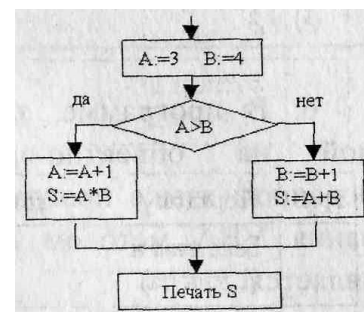 A:=3 B:=4
да
нет
A>B
A:=A+1
S:=A*B
B:=B+1
S:=A+B
Печать S